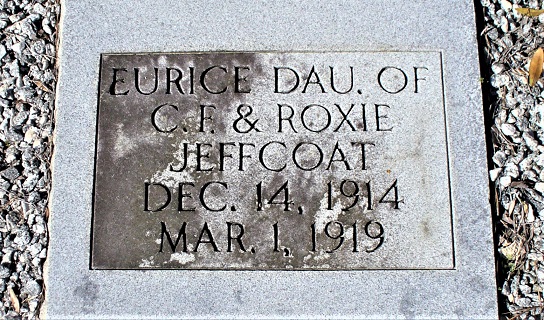 EURICE DAU. OF
C. F. & ROXIE
JEFFCOAT
DEC. 14, 1914
MAR. 1, 1919